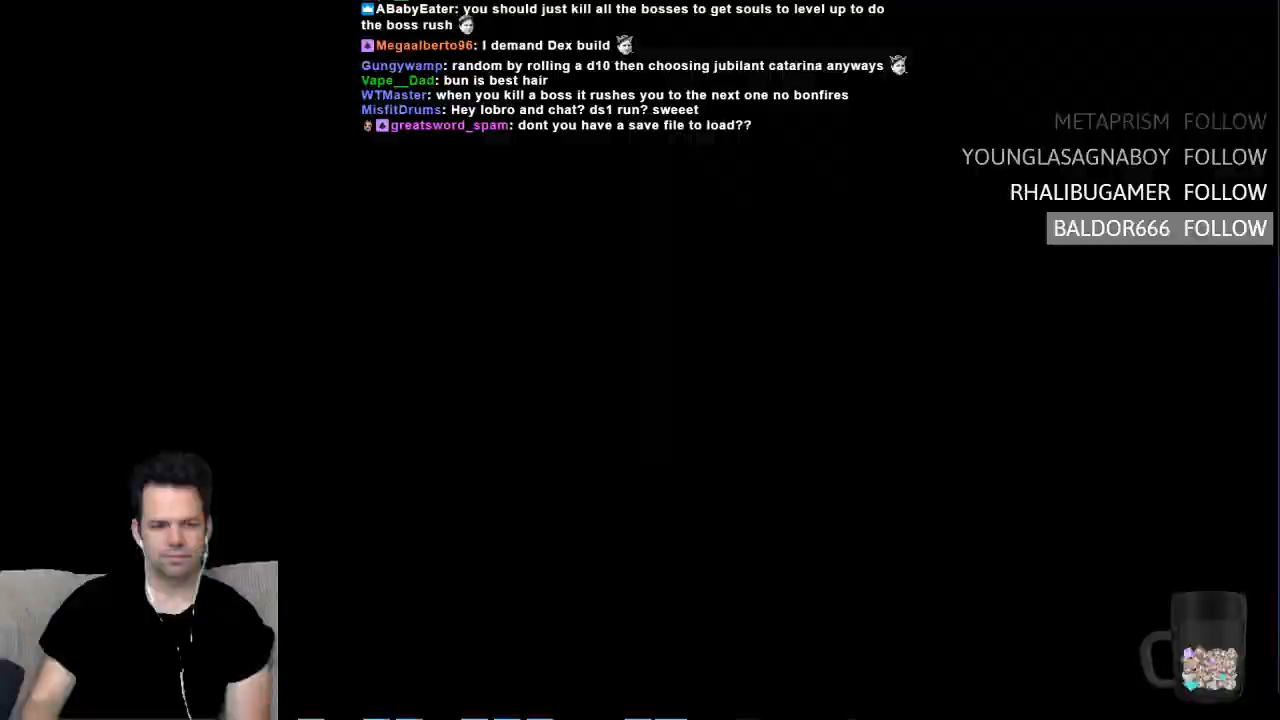 ABabyEater: you should just kill all the bosses to get souls to level up to do
the boss rush
Megaalberto96: I demand Dex build
Gungywamp: random by rolling a d10 then choosing jubilant catarina anyways
Vape__Dad: bun is best hair
WTMaster: when you kill a boss it rushes you to the next one no bonfires
MisfitDrums: Hey lobro and chat? ds1 run? sweeet
greatsword_spam: dont you have a save file to load??
METAPRISM FOLLOW
YOUNGLASAGNABOY FOLLOW
RHALIBUGAMER FOLLOW
BALDOR666 FOLLOW